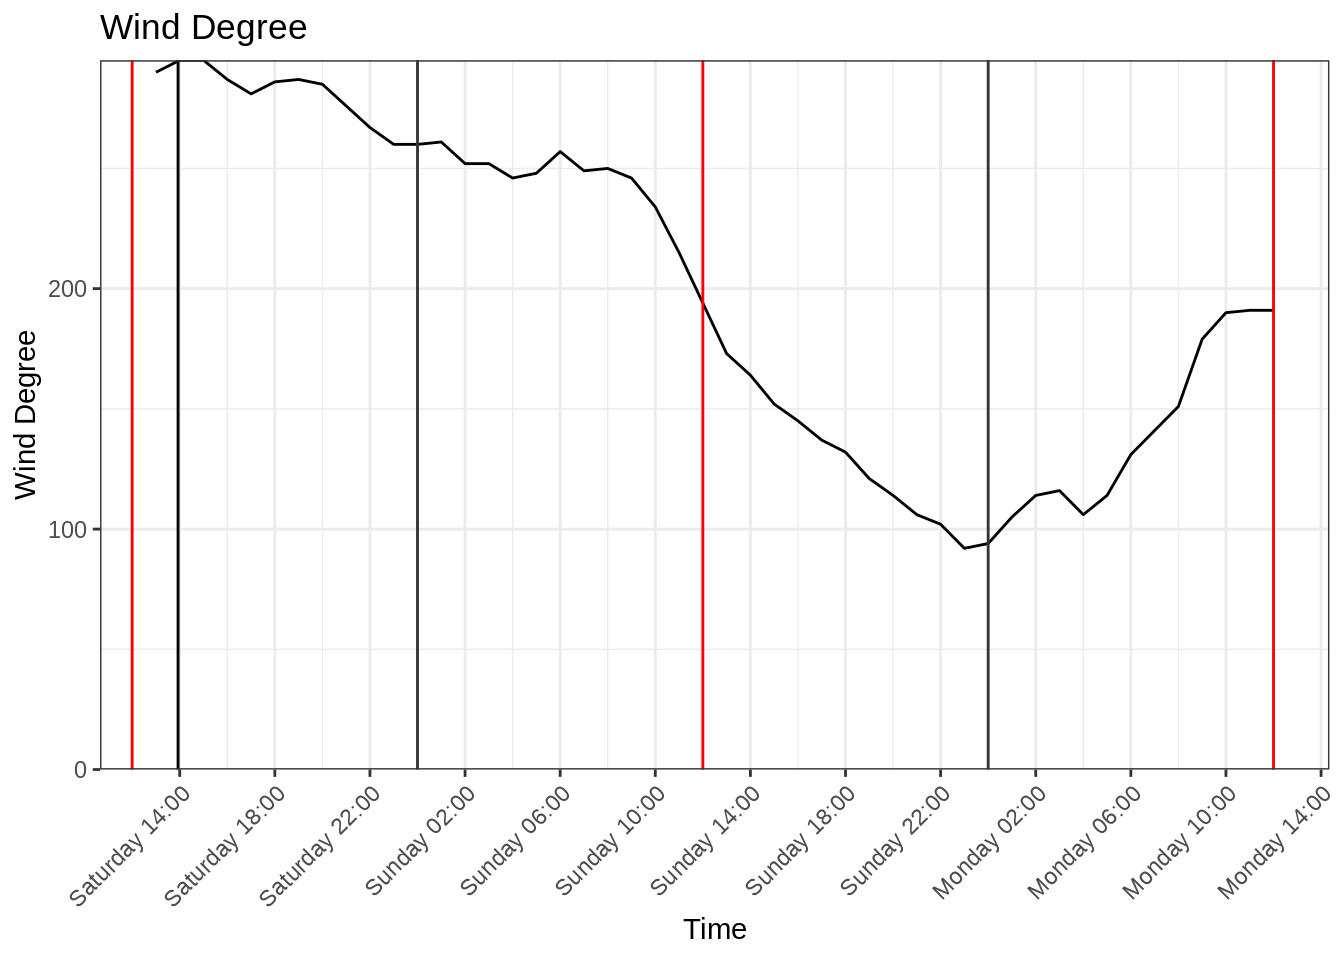 Wind Degree
Wind Degree
200
100
0
Saturday 14:00
Saturday 18:00
Saturday 22:00
Sunday 02:00
Sunday 06:00
Sunday 10:00
Sunday 14:00
Sunday 18:00
Sunday 22:00
Monday 02:00
Monday 06:00
Monday 10:00
Monday 14:00
Time